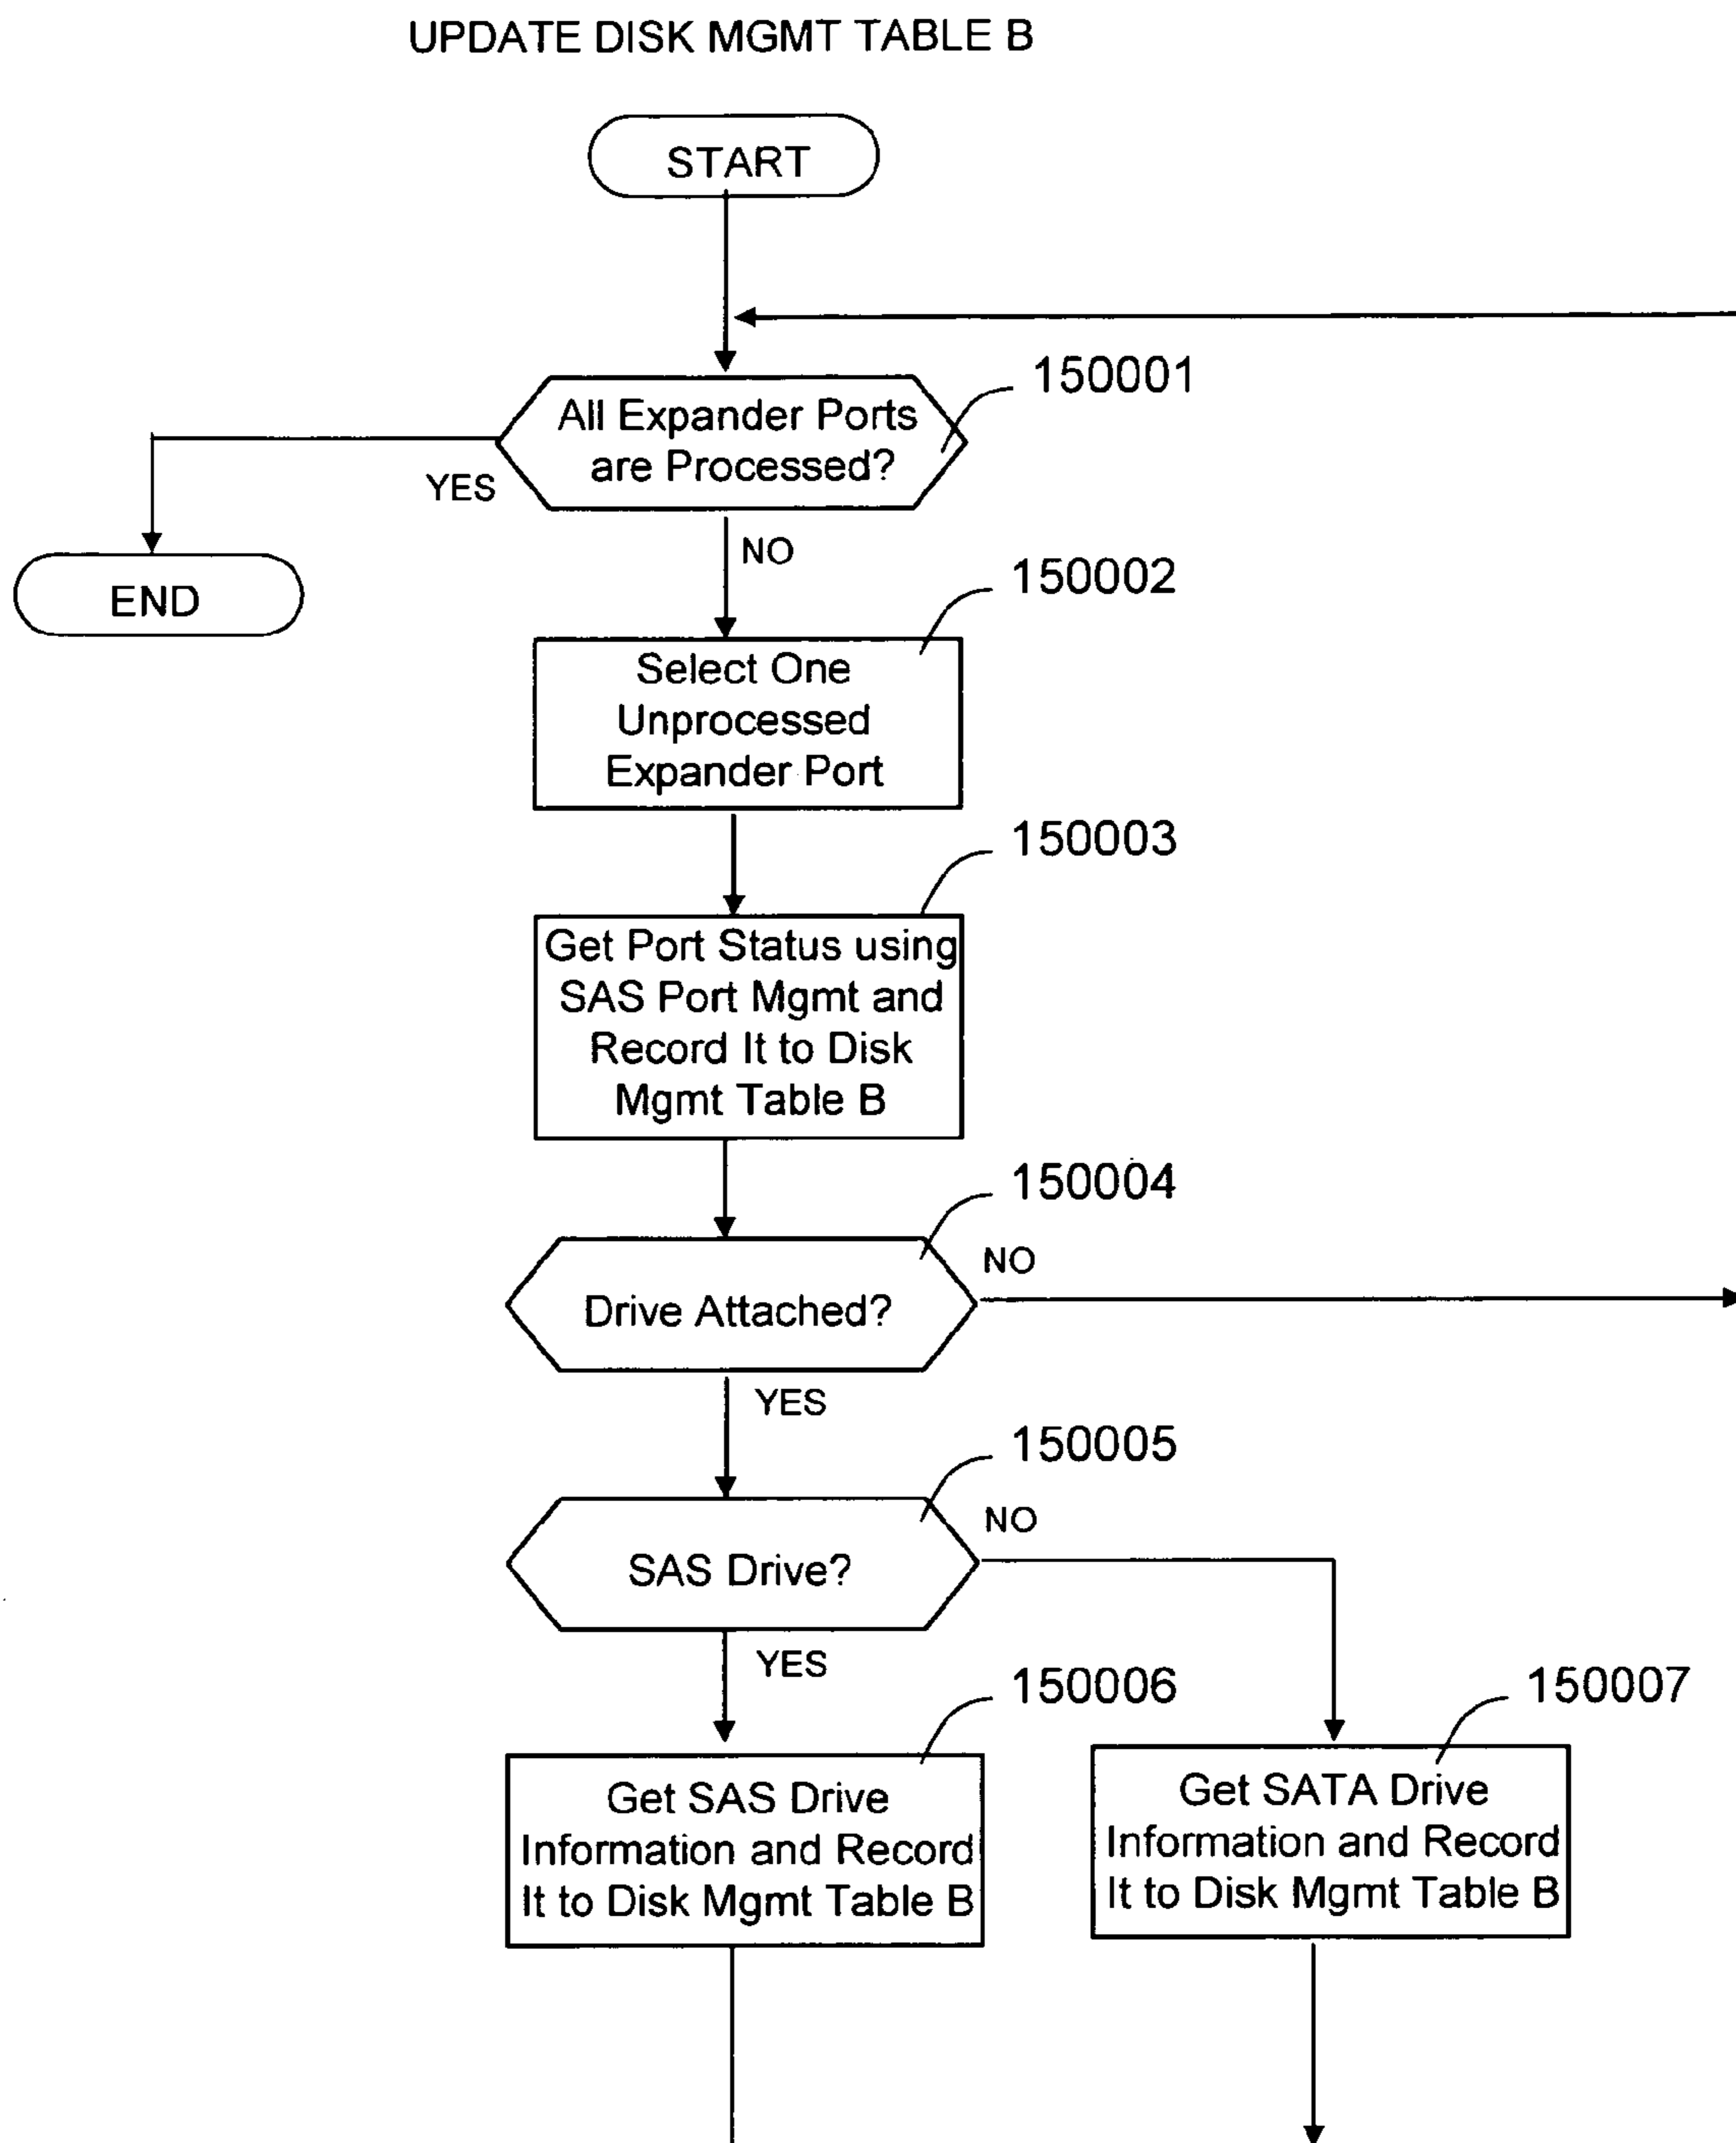 UPDATE DISK MGMT TABLE B
START
150001
All Expander Ports
are Processed?
YES
NO
END
150002
Select One
Unprocessed
Expander Port
150003
Get Port Status using
SAS Port Mgmt and
Record It to Disk
Mgmt Table B
150004
NO
Drive Attached?
YES
150005
NO
SAS Drive?
YES
150006
150007
Get SAS Drive
Information and Record
It to Disk Mgmt Table B
Get SATA Drive
Information and Record
It to Disk Mgmt Table B